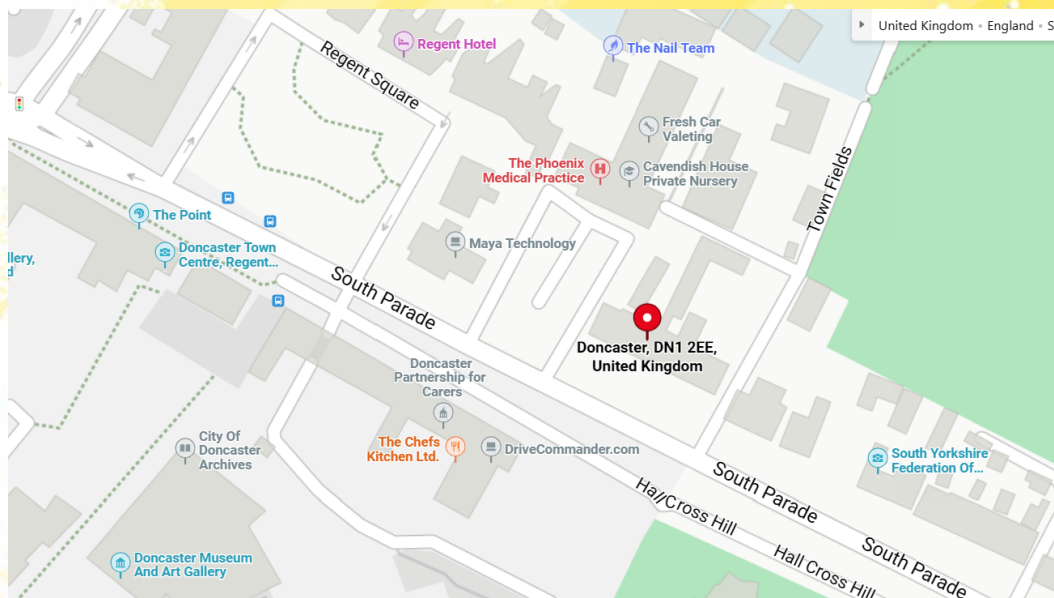 United Kingdom • England • S
Regent Hotel
The Nail Team
Regent Square
Fresh Car
Valeting
The Phoenix
Medical Practice
Cavendish House
Private Nursery
Town Fields
The Point
Maya Technology
Doncaster Town
Centre, Regent...
llery,
d
South Parade
Doncaster, DN1 2EE,
United Kingdom
Doncaster
Partnership for
Carers
City Of
Doncaster
Archives
The Chefs
Kitchen Ltd.
DriveCommander.com
South Yorkshire
Federation Of...
South Parade
Hall Cross Hill
South Parade
Hall Cross Hill
Doncaster Museum
And Art Gallery